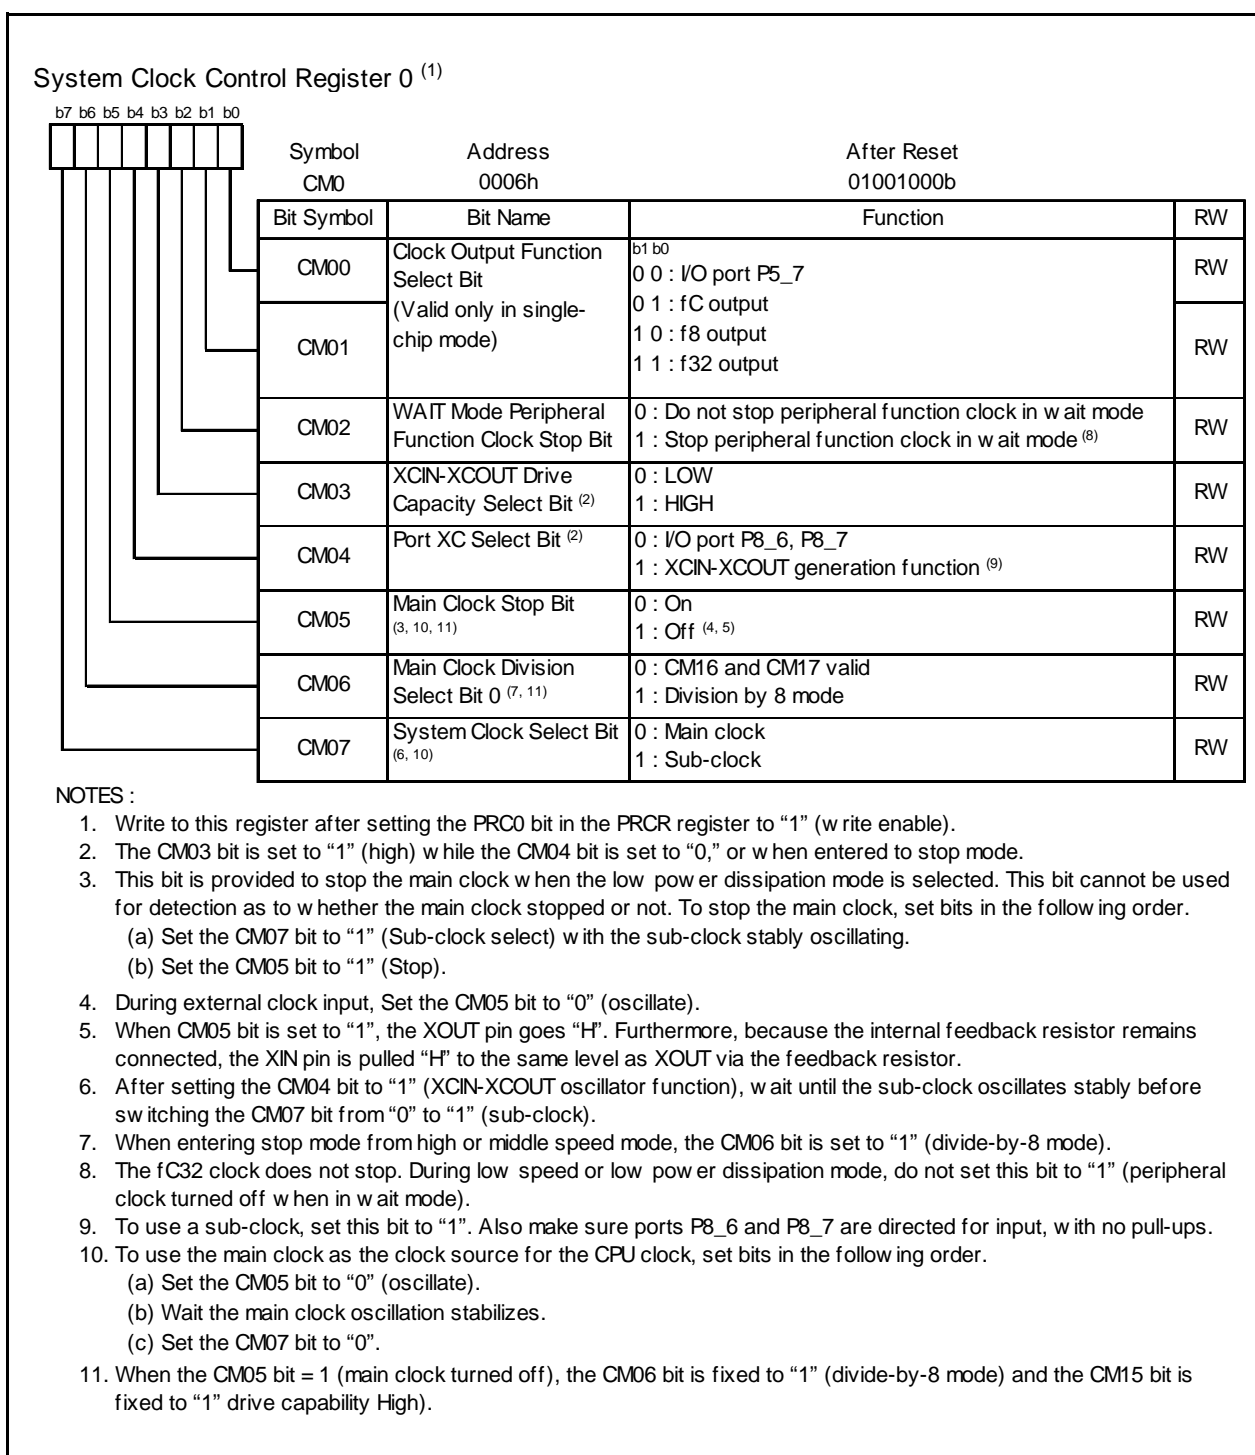 System Clock Control Register 0 (1)
b7 b6 b5 b4 b3 b2 b1 b0
Symbol Address After Reset
CM0 0006h 01001000b
Bit Symbol Bit Name Function RW
CM00 Clock Output Function
Select Bit
(Valid only in single-
chip mode)
b1 b0
0 0 : I/O port P5_7
0 1 : fC output
1 0 : f8 output
1 1 : f32 output
RW
CM01 RW
CM02 WAIT Mode Peripheral
Function Clock Stop Bit
0 : Do not stop peripheral function clock in wait mode
1 : Stop peripheral function clock in wait mode (8)
RW
CM03 XCIN-XCOUT Drive
Capacity Select Bit (2)
0 : LOW
1 : HIGH
RW
CM04 Port XC Select Bit (2)
0 : I/O port P8_6, P8_7
1 : XCIN-XCOUT generation function (9)
RW
CM05 Main Clock Stop Bit
(3, 10, 11)
0 : On
1 : Off (4, 5)
RW
CM06 Main Clock Division
Select Bit 0 (7, 11)
0 : CM16 and CM17 valid
1 : Division by 8 mode
RW
CM07 System Clock Select Bit
(6, 10)
0 : Main clock
1 : Sub-clock
RW
NOTES :
1. Write to this register after setting the PRC0 bit in the PRCR register to “1” (write enable).
2. The CM03 bit is set to “1” (high) while the CM04 bit is set to “0,” or when entered to stop mode.
3. This bit is provided to stop the main clock when the low power dissipation mode is selected. This bit cannot be used
for detection as to whether the main clock stopped or not. To stop the main clock, set bits in the following order.
(a) Set the CM07 bit to “1” (Sub-clock select) with the sub-clock stably oscillating.
(b) Set the CM05 bit to “1” (Stop).
4. During external clock input, Set the CM05 bit to “0” (oscillate).
5. When CM05 bit is set to “1”, the XOUT pin goes “H”. Furthermore, because the internal feedback resistor remains
connected, the XIN pin is pulled “H” to the same level as XOUT via the feedback resistor.
6. After setting the CM04 bit to “1” (XCIN-XCOUT oscillator function), wait until the sub-clock oscillates stably before
switching the CM07 bit from “0” to “1” (sub-clock).
7. When entering stop mode from high or middle speed mode, the CM06 bit is set to “1” (divide-by-8 mode).
8. The fC32 clock does not stop. During low speed or low power dissipation mode, do not set this bit to “1” (peripheral
clock turned off when in wait mode).
9. To use a sub-clock, set this bit to “1”. Also make sure ports P8_6 and P8_7 are directed for input, with no pull-ups.
10. To use the main clock as the clock source for the CPU clock, set bits in the following order.
(a) Set the CM05 bit to “0” (oscillate).
(b) Wait the main clock oscillation stabilizes.
(c) Set the CM07 bit to “0”.
11. When the CM05 bit = 1 (main clock turned off), the CM06 bit is fixed to “1” (divide-by-8 mode) and the CM15 bit is
fixed to “1” drive capability High).